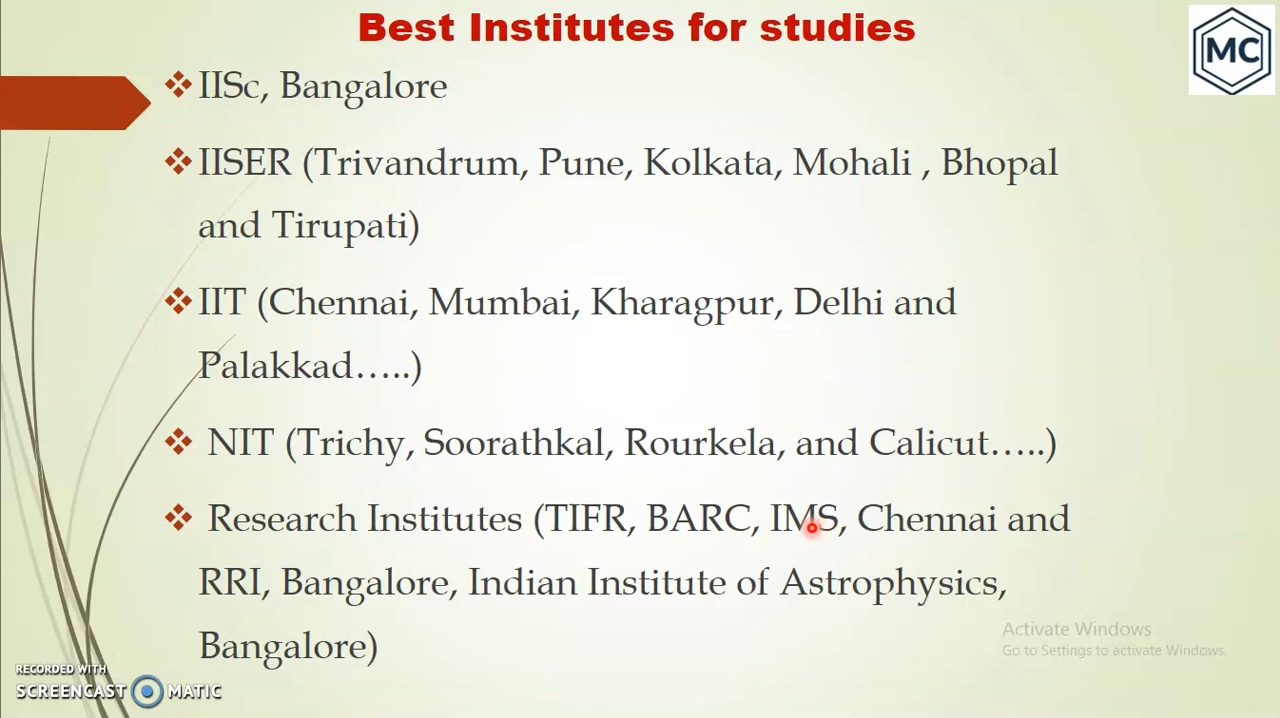 Best Institutes for studies
MC
IISc, Bangalore
IISER (Trivandrum, Pune, Kolkata, Mohali , Bhopal
and Tirupati)
IIT (Chennai, Mumbai, Kharagpur, Delhi and
Palakkad…..)
NIT (Trichy, Soorathkal, Rourkela, and Calicut…..)
Research Institutes (TIFR, BARC, IMS, Chennai and
RRI, Bangalore, Indian Institute of Astrophysics,
Bangalore)
Activate Windows
Go to Settings to activate Windows.
RECORDED WITH
SCREENCAST MATIC